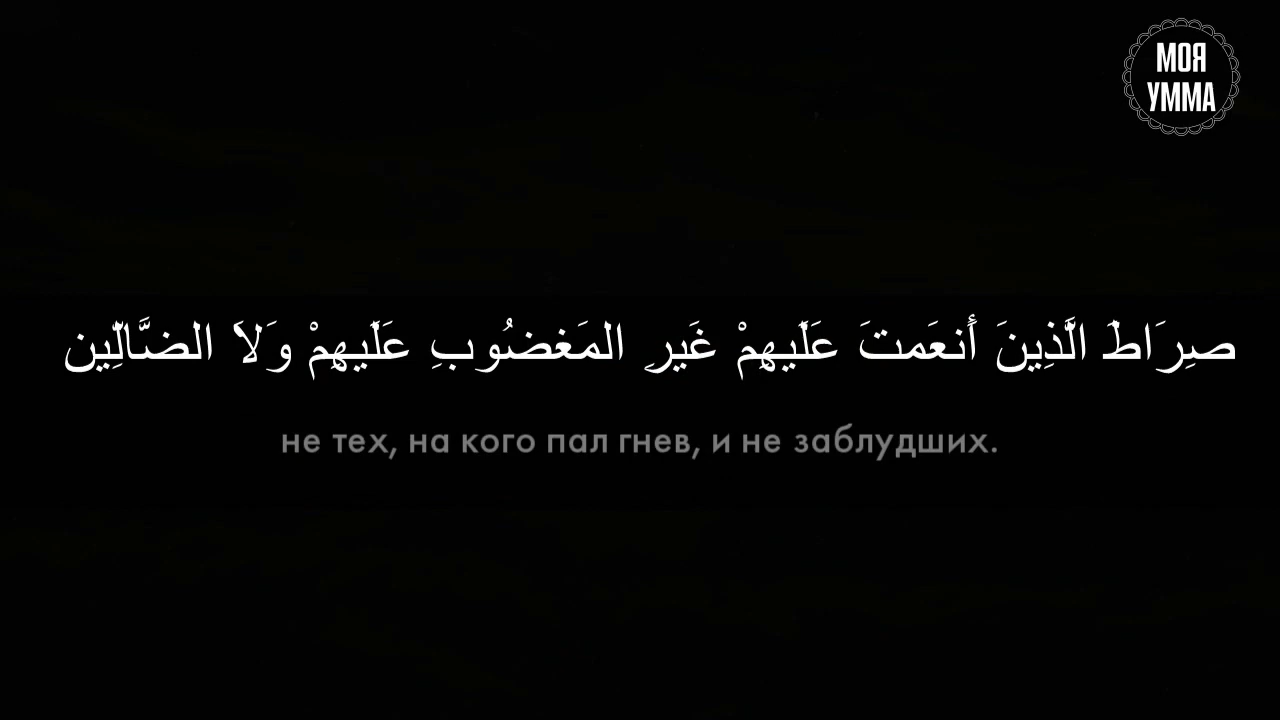 МОЯ
УММА
صِرَاطَ الَّذِينَ أَنعَمتَ عَلَيهِمْ غَيرِ المَغضُوبِ عَلَيهِمْ وَلاَ الضَّالِّين
не тех, на кого пал гнев, и не заблудших.